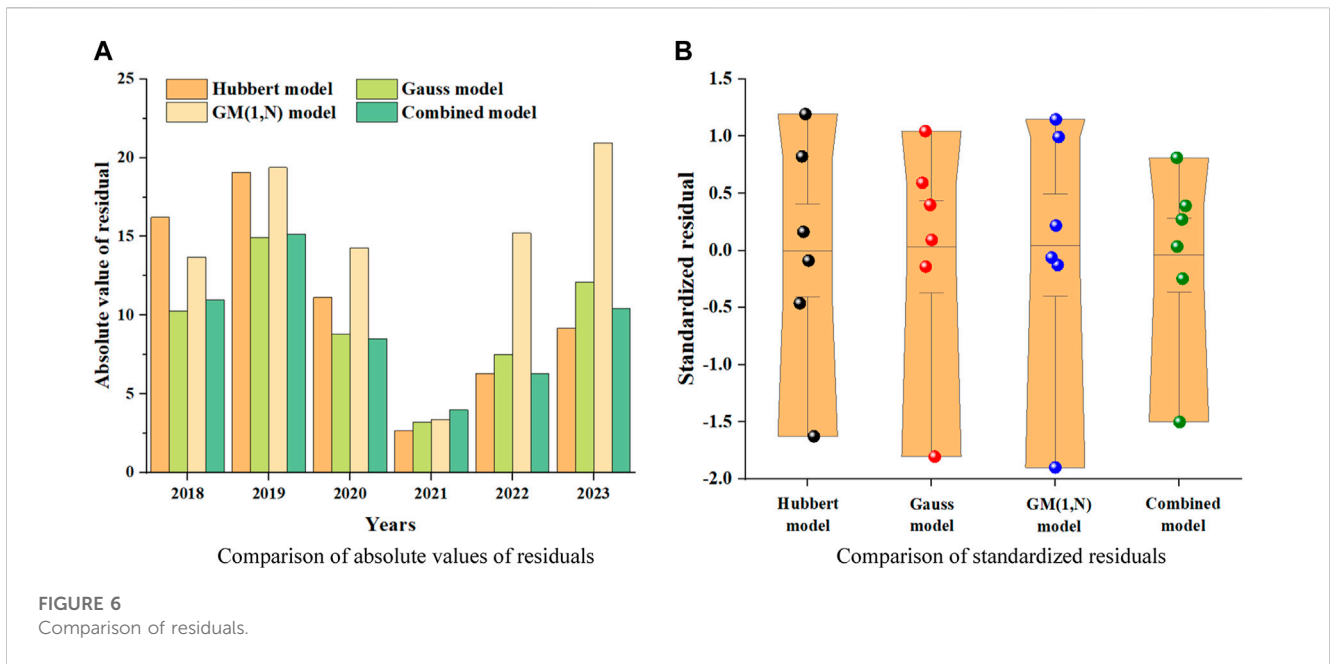 A
25
20
15
10
5
0
Absolute value of residual
Hubbert model
Gauss model
GM(1,N) model
Combined model
2018 2019 2020 2021 2022 2023
Years
Comparison of absolute values of residuals
B
1.5
1.0
0.5
0.0
-0.5
-1.0
-1.5
-2.0
Standardized residual
Hubbert
model
Gauss
model
GM(1,N)
model
Combined
model
Comparison of standardized residuals
FIGURE 6
Comparison of residuals.